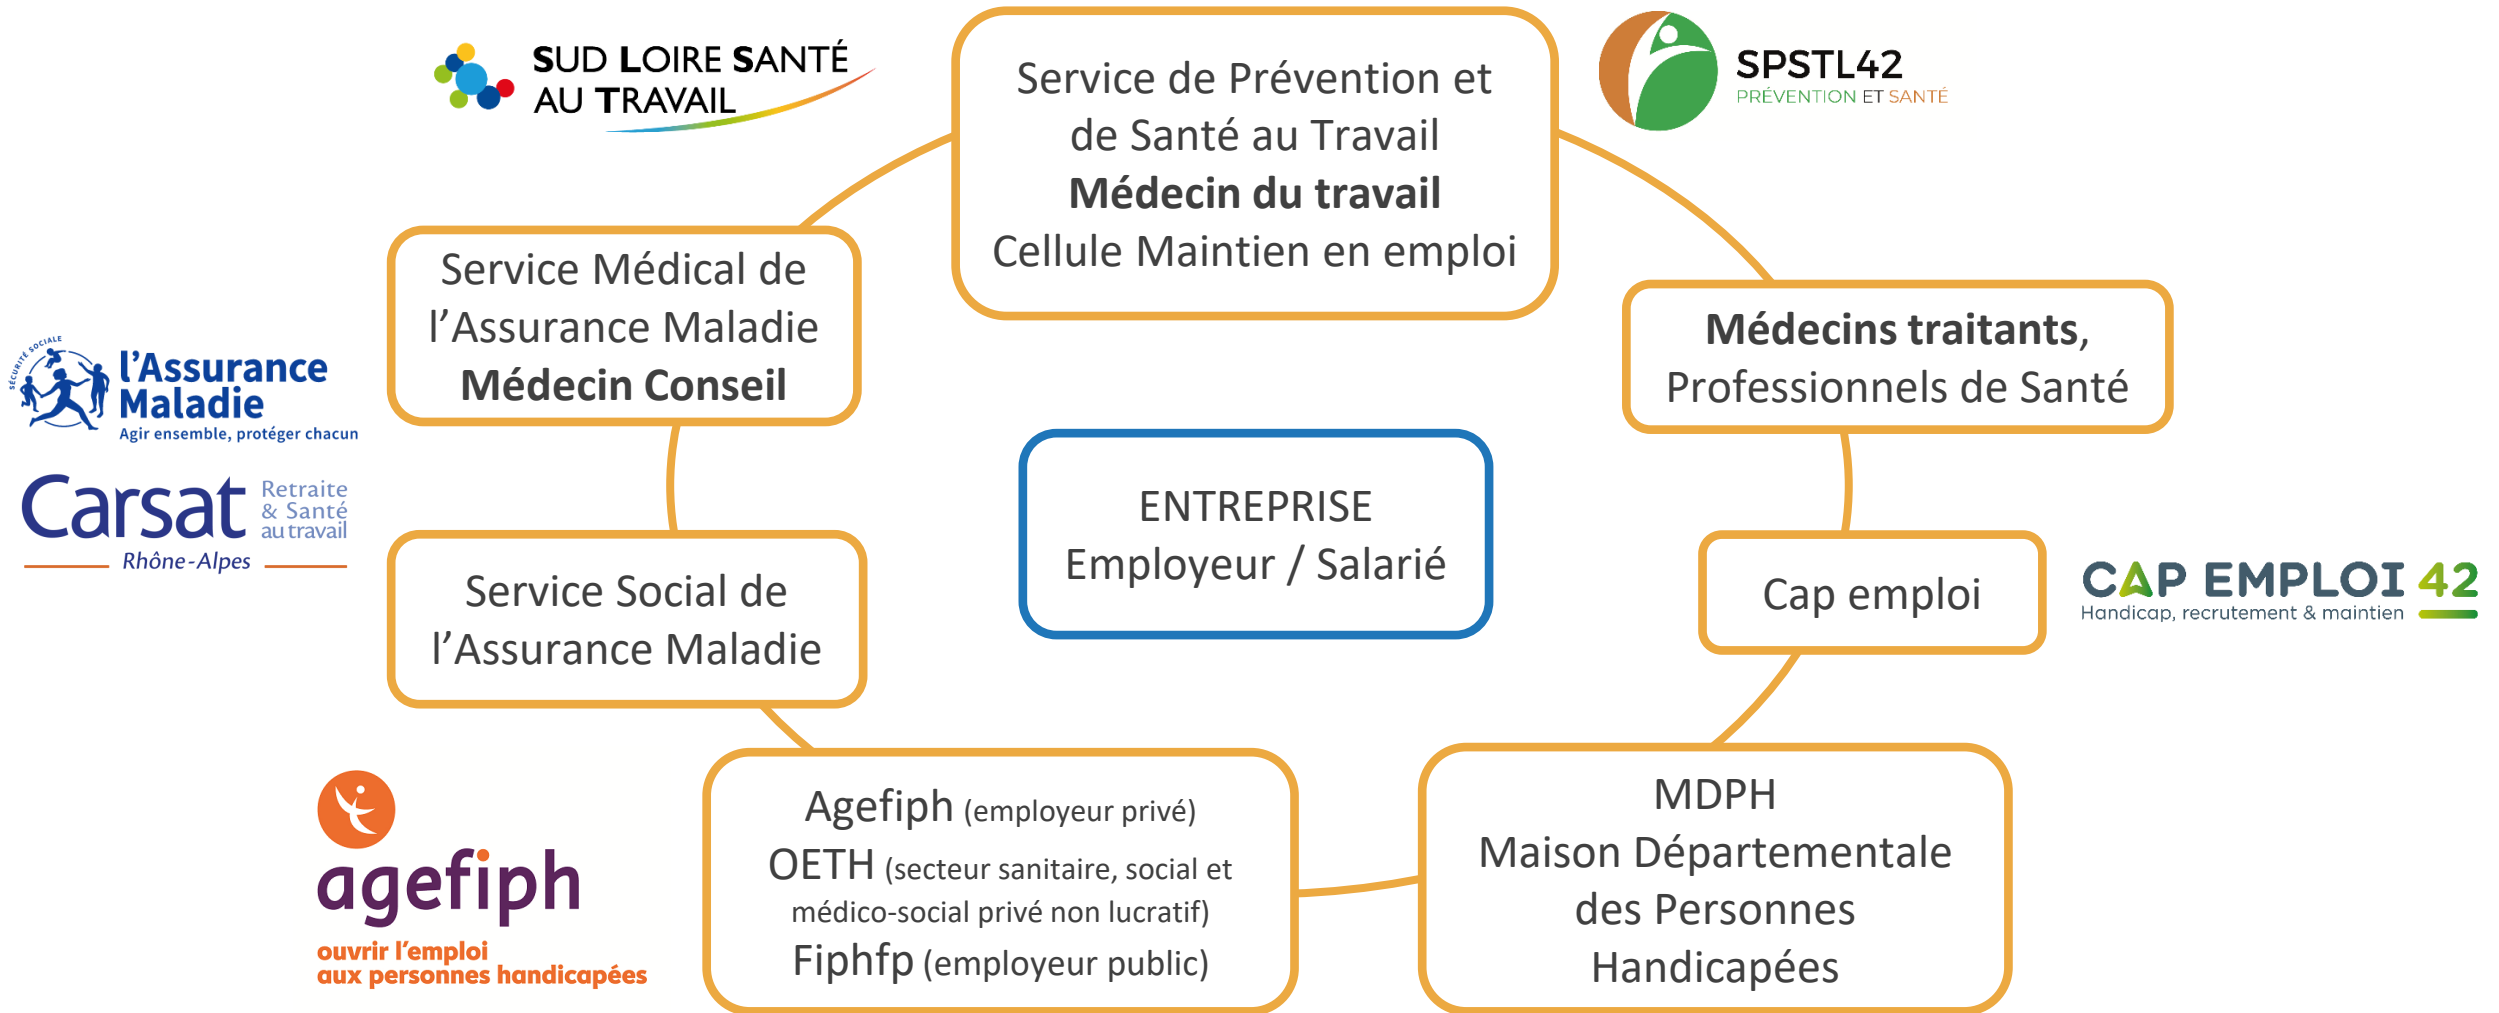 SUD LOIRE SANTÉ
AU TRAVAIL
Service de Prévention et
de Santé au Travail
Médecin du travail
Cellule Maintien en emploi
SPSTL42
PRÉVENTION ET SANTÉ
Service Médical de
l’Assurance Maladie
Médecin Conseil
Médecins traitants,
Professionnels de Santé
SÉCURITÉ SOCIALE
l’Assurance
Maladie
Agir ensemble, protéger chacun
Carsat
Retraite
& Santé
au travail
Rhône-Alpes
ENTREPRISE
Employeur / Salarié
Service Social de
l’Assurance Maladie
Cap emploi
CAP EMPLOI 42
Handicap, recrutement & maintien
agefiph
ouvrir l’emploi
aux personnes handicapées
Agefiph (employeur privé)
OETH (secteur sanitaire, social et
médico-social privé non lucratif)
Fiphfp (employeur public)
MDPH
Maison Départementale
des Personnes
Handicapées